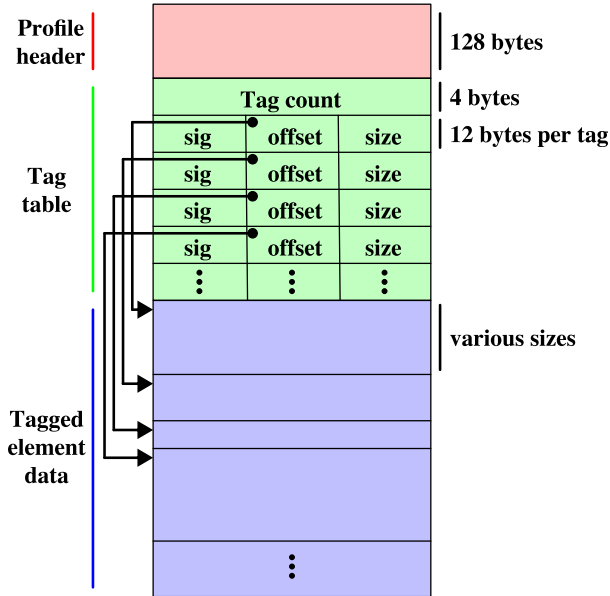 Profile
header
128 bytes
Tag count
4 bytes
sig offset size
12 bytes per tag
sig offset size
Tag
table
sig offset size
sig offset size
various sizes
Tagged
element
data